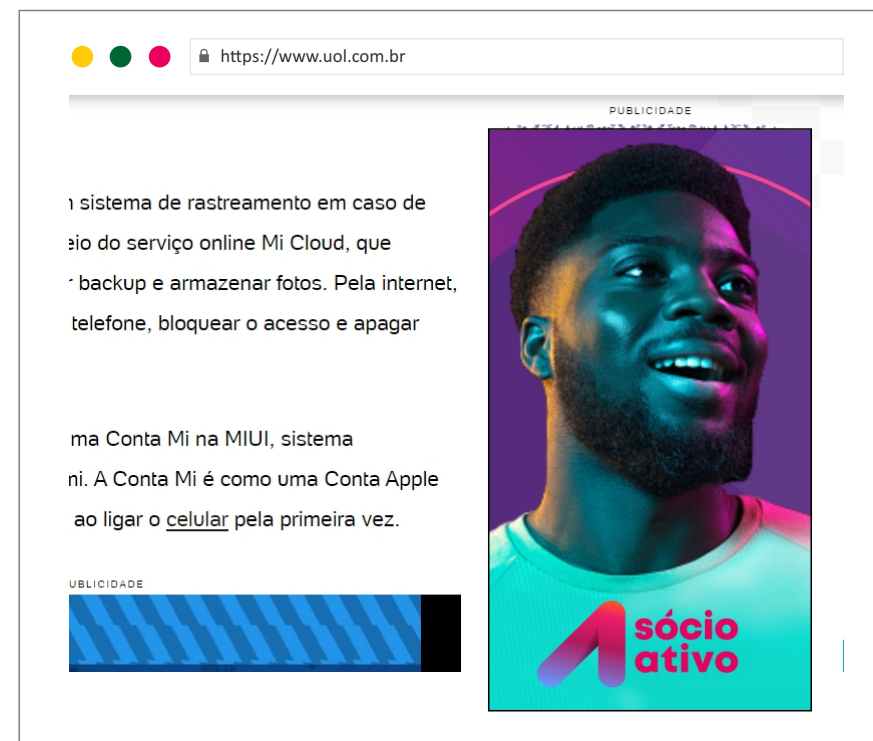 https://www.uol.com.br
PUBLICIDADE
sistema de rastreamento em caso de
eio do serviço online Mi Cloud, que
backup e armazenar fotos. Pela internet,
telefone, bloquear o acesso e apagar
ma Conta Mi na MIUI, sistema
mi. A Conta Mi é como uma Conta Apple
ao ligar o celular pela primeira vez.
UBLICIDADE
sócio
ativo